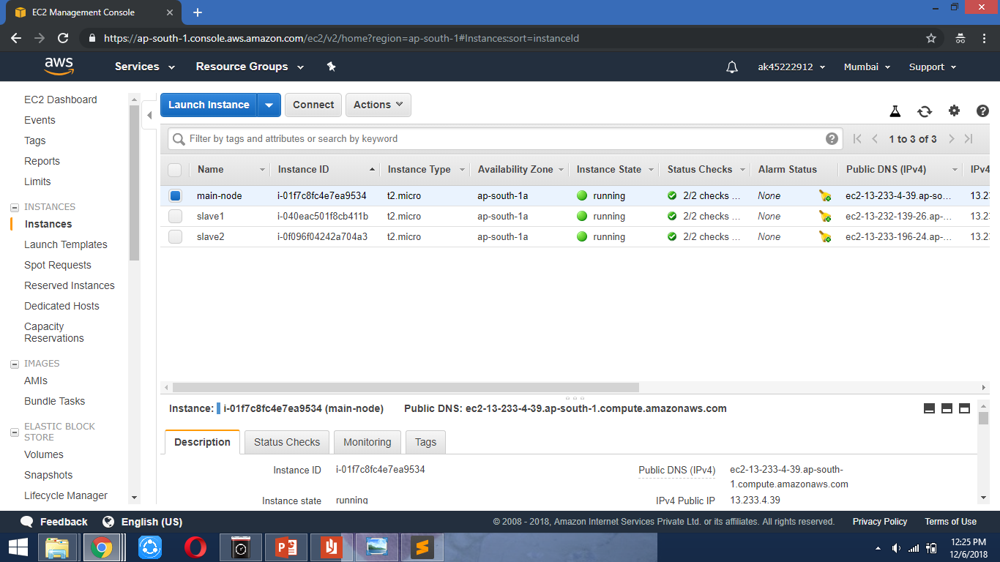 EC2 Management Console
https://ap-south-1.console.aws.amazon.com/ec2/v2/home?region=ap-south-1#Instances:sort=instanceId
aws Services Resource Groups ak45222912 Mumbai Support
EC2 Dashboard
Events
Tags
Reports
Limits
INSTANCES
Instances
Launch Templates
Spot Requests
Reserved Instances
Dedicated Hosts
Capacity
Reservations
IMAGES
AMIs
Bundle Tasks
ELASTIC BLOCK
STORE
Volumes
Snapshots
Lifecycle Manager
Launch Instance Connect Actions
Filter by tags and attributes or search by keyword 1 to 3 of 3
Name Instance ID Instance Type Availability Zone Instance State Status Checks Alarm Status Public DNS (IPv4) IPv4
main-node i-01f7c8fc4e7ea9534 t2.micro ap-south-1a running 2/2 checks ... None ec2-13-233-4-39.ap-so... 13.23
slave1 i-040eac501f8cb411b t2.micro ap-south-1a running 2/2 checks ... None ec2-13-232-139-26.ap-... 13.23
slave2 i-0f096f04242a704a3 t2.micro ap-south-1a running 2/2 checks ... None ec2-13-233-196-24.ap-... 13.23
Instance: i-01f7c8fc4e7ea9534 (main-node) Public DNS: ec2-13-233-4-39.ap-south-1.compute.amazonaws.com
Description Status Checks Monitoring Tags
Instance ID i-01f7c8fc4e7ea9534 Public DNS (IPv4) ec2-13-233-4-39.ap-south-
1.compute.amazonaws.com
Instance state running IPv4 Public IP 13.233.4.39
Feedback English (US) © 2008 - 2018, Amazon Internet Services Private Ltd. or its affiliates. All rights reserved. Privacy Policy Terms of Use
12:25 PM
12/6/2018